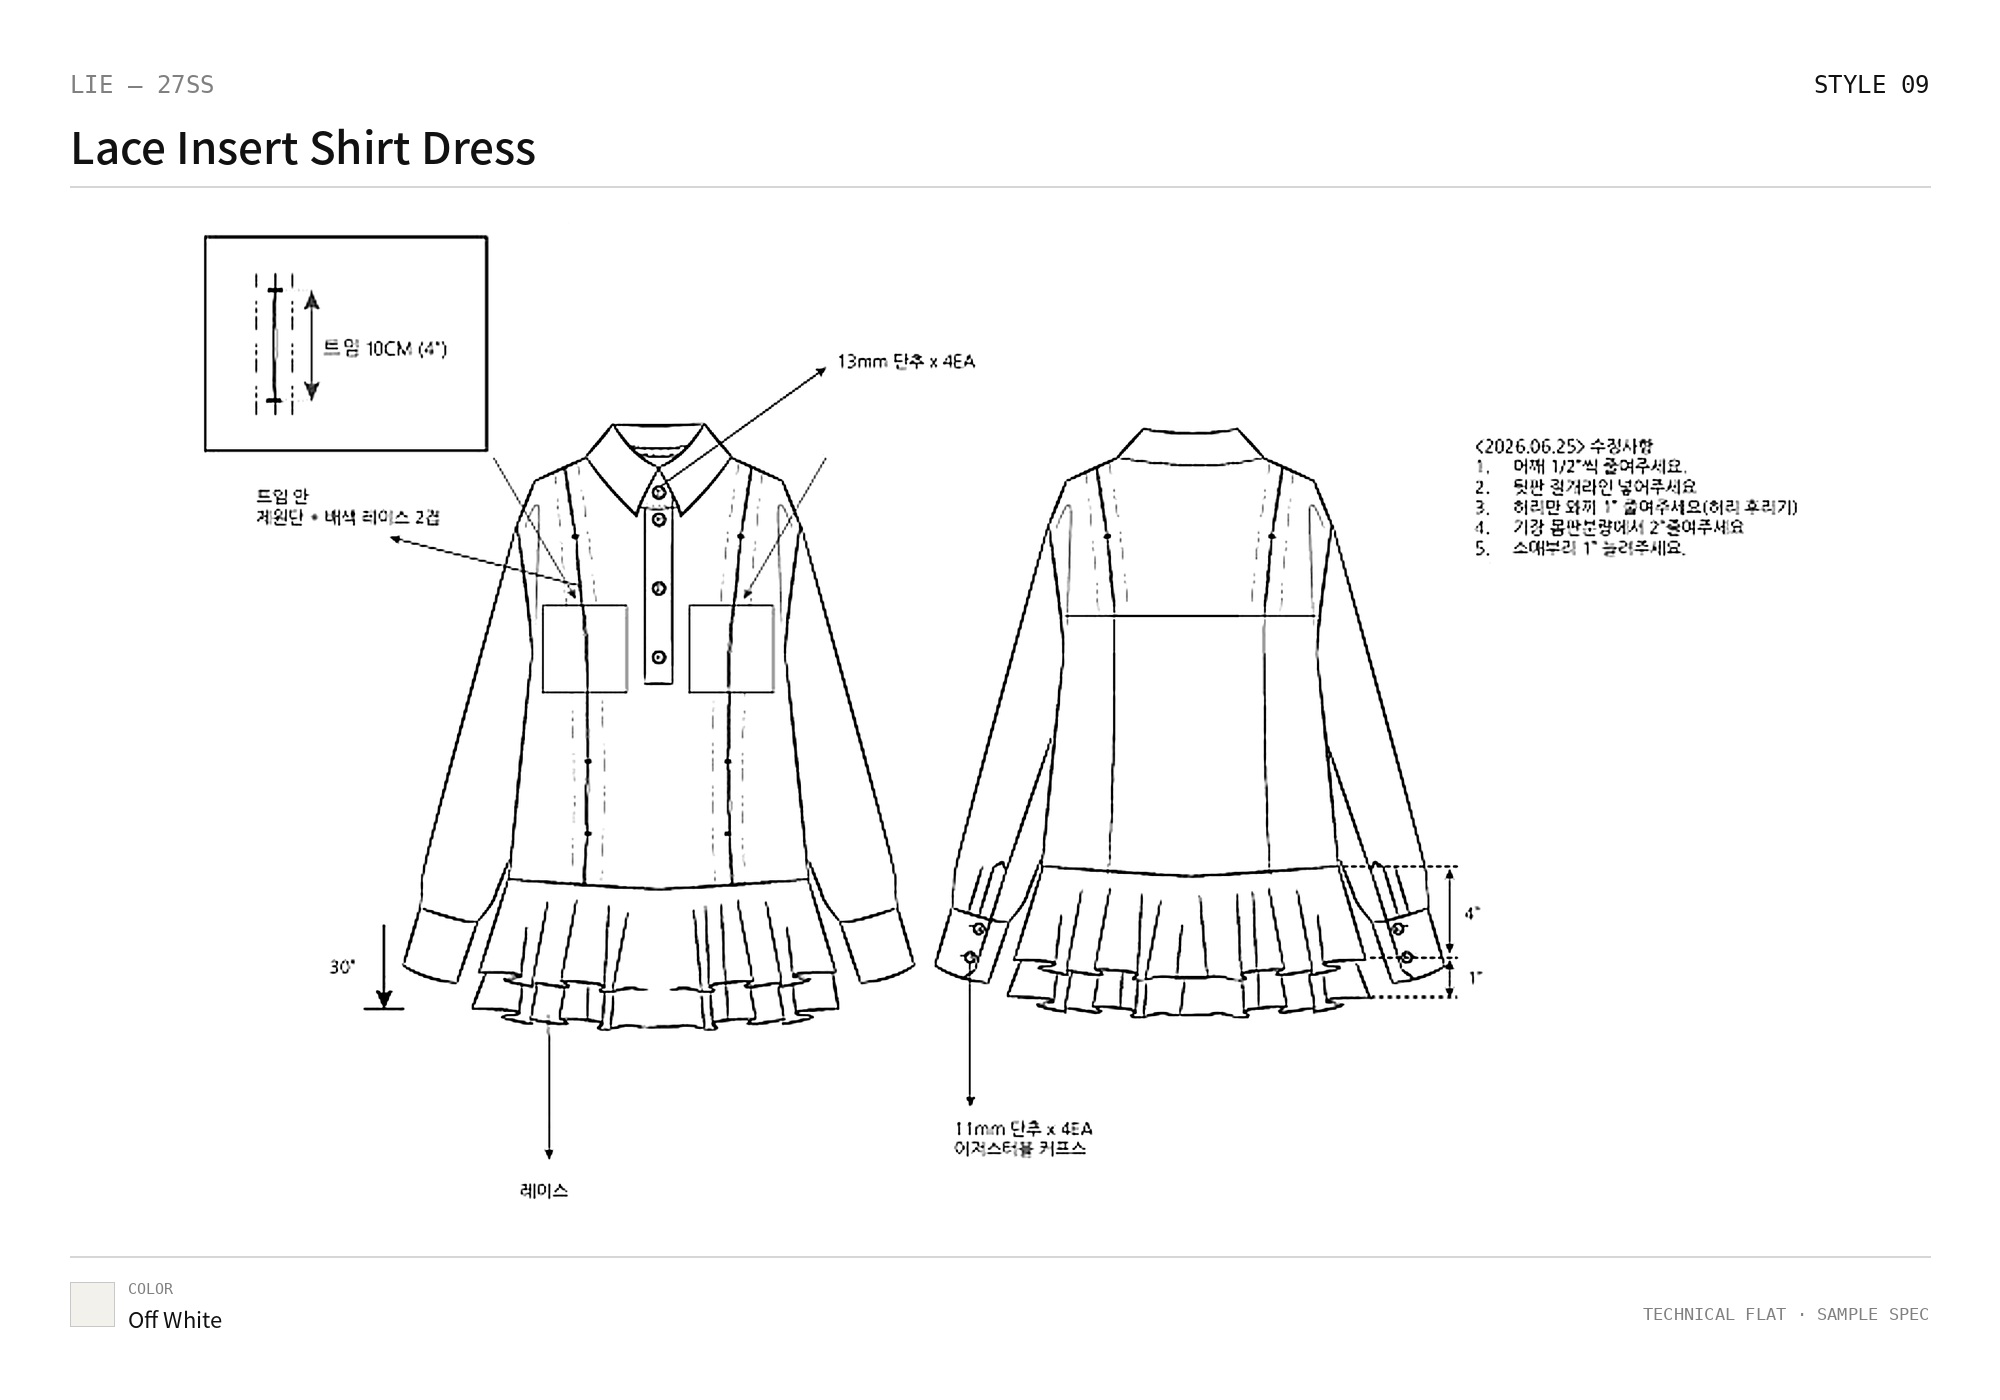 LIE — 27SS
STYLE 09
Lace Insert Shirt Dress
트임 10CM (4")
13mm 단추 x 4EA
트임 안
제원단 + 배색 레이스 2겹
<2026.06.25> 수정사항
1. 어깨 1/2"씩 줄여주세요.
2. 뒷판 절개라인 넣어주세요
3. 허리만 와끼 1" 줄여주세요(허리 후리기)
4. 기장 몸판분량에서 2"줄여주세요
5. 소매부리 1" 늘려주세요.
4"
30"
1"
11mm 단추 x 4EA
어저스터블 커프스
레이스
COLOR
Off White
TECHNICAL FLAT · SAMPLE SPEC